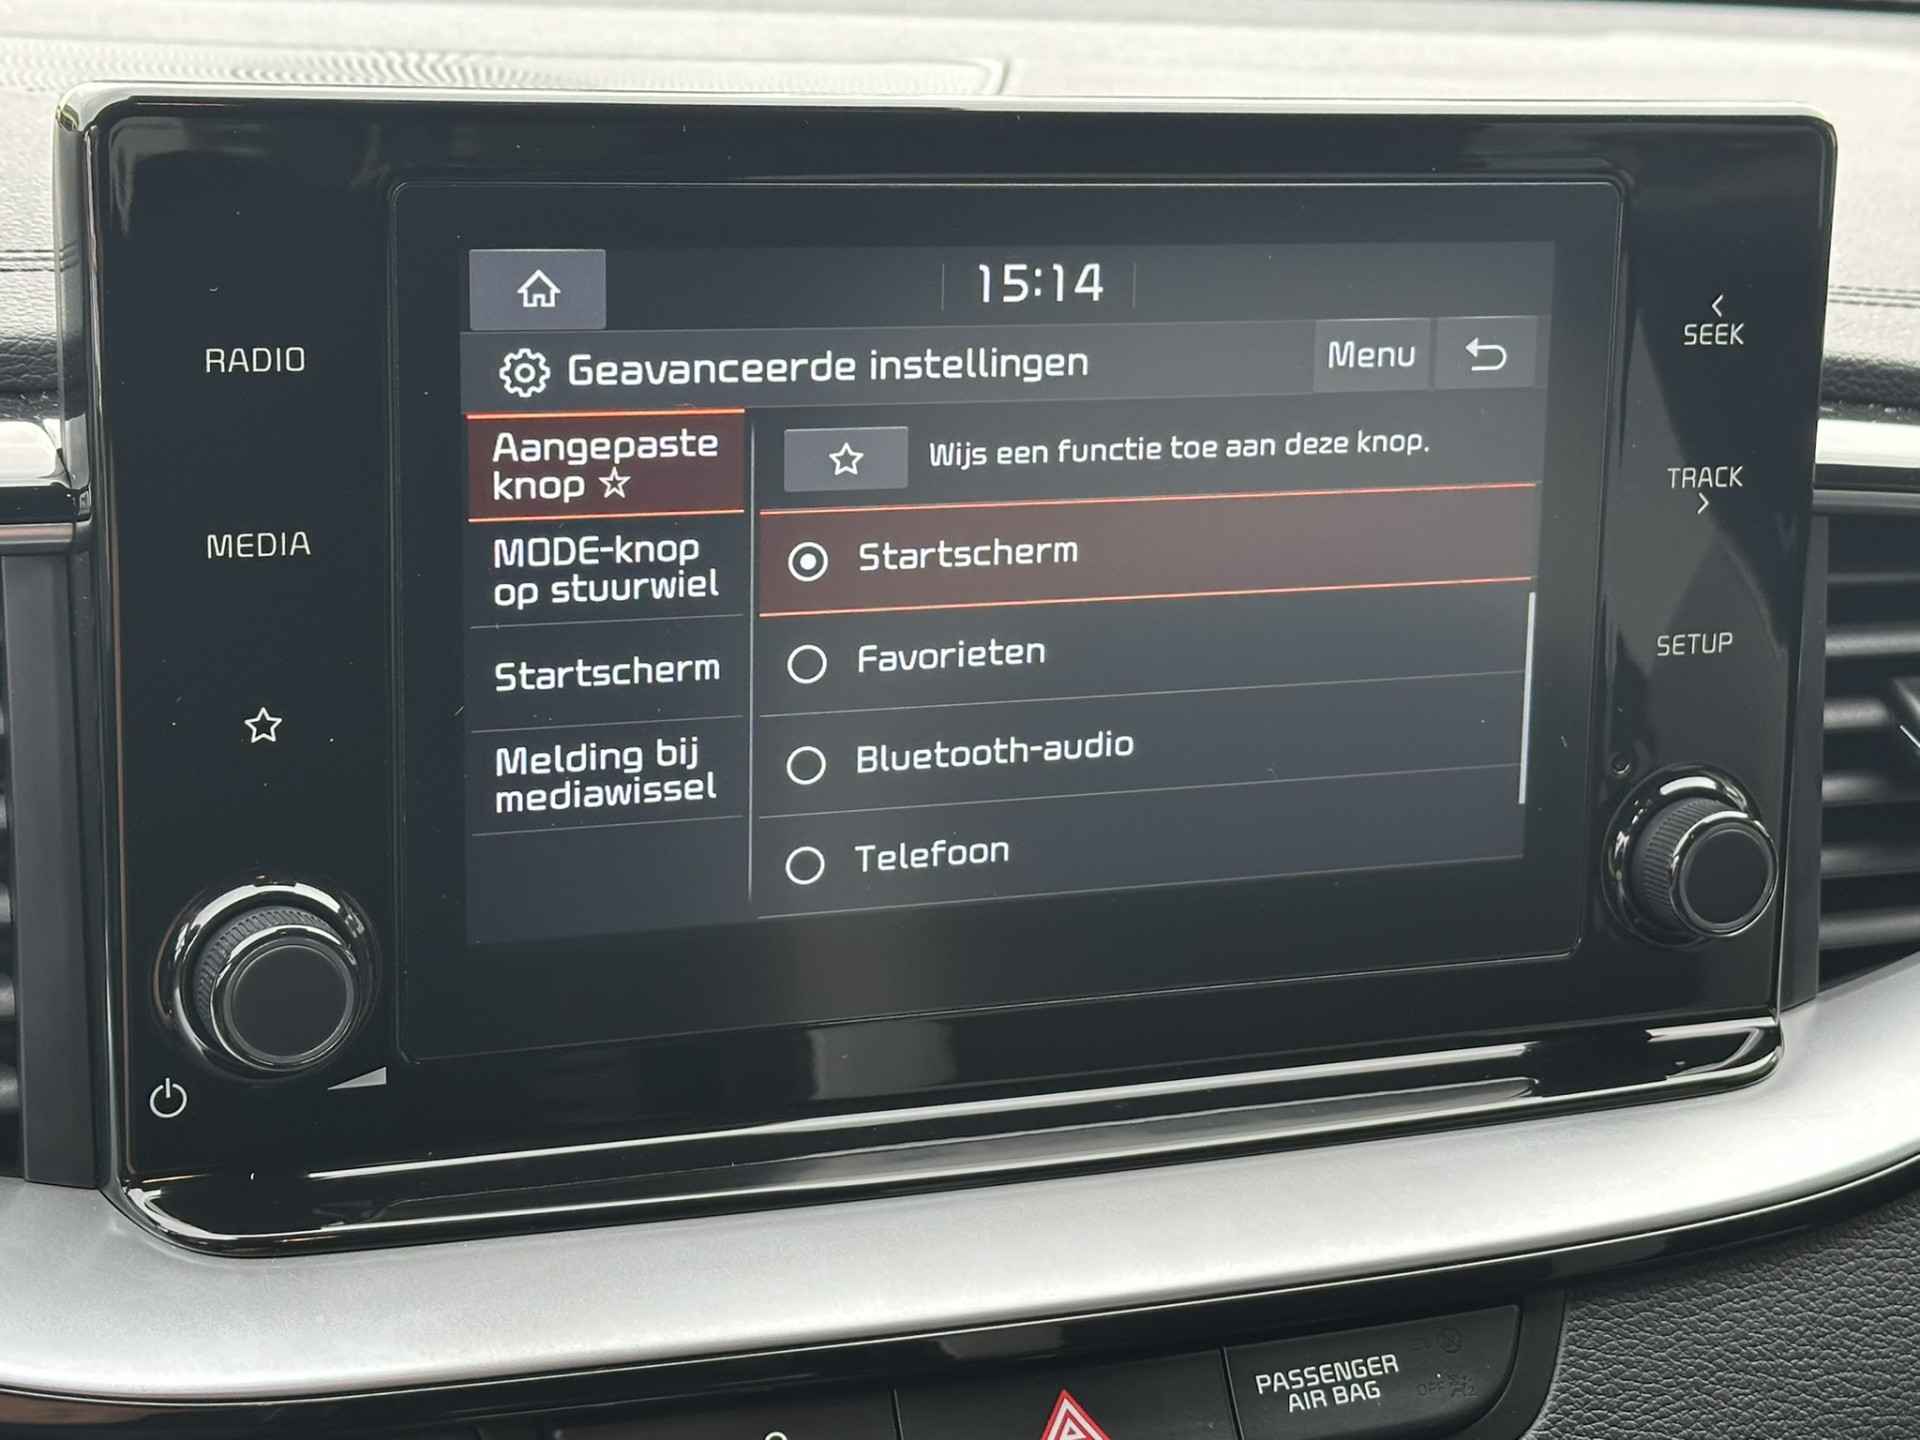 15:14
Geavanceerde instellingen
Menu
Aangepaste
knop ☆
MODE-knop
op stuurwiel
Startscherm
Melding bij
mediawissel
Wijs een functie toe aan deze knop.
Startscherm
Favorieten
Bluetooth-audio
Telefoon
RADIO
MEDIA
SEEK
TRACK
SETUP
PASSENGER
AIR BAG
OFF